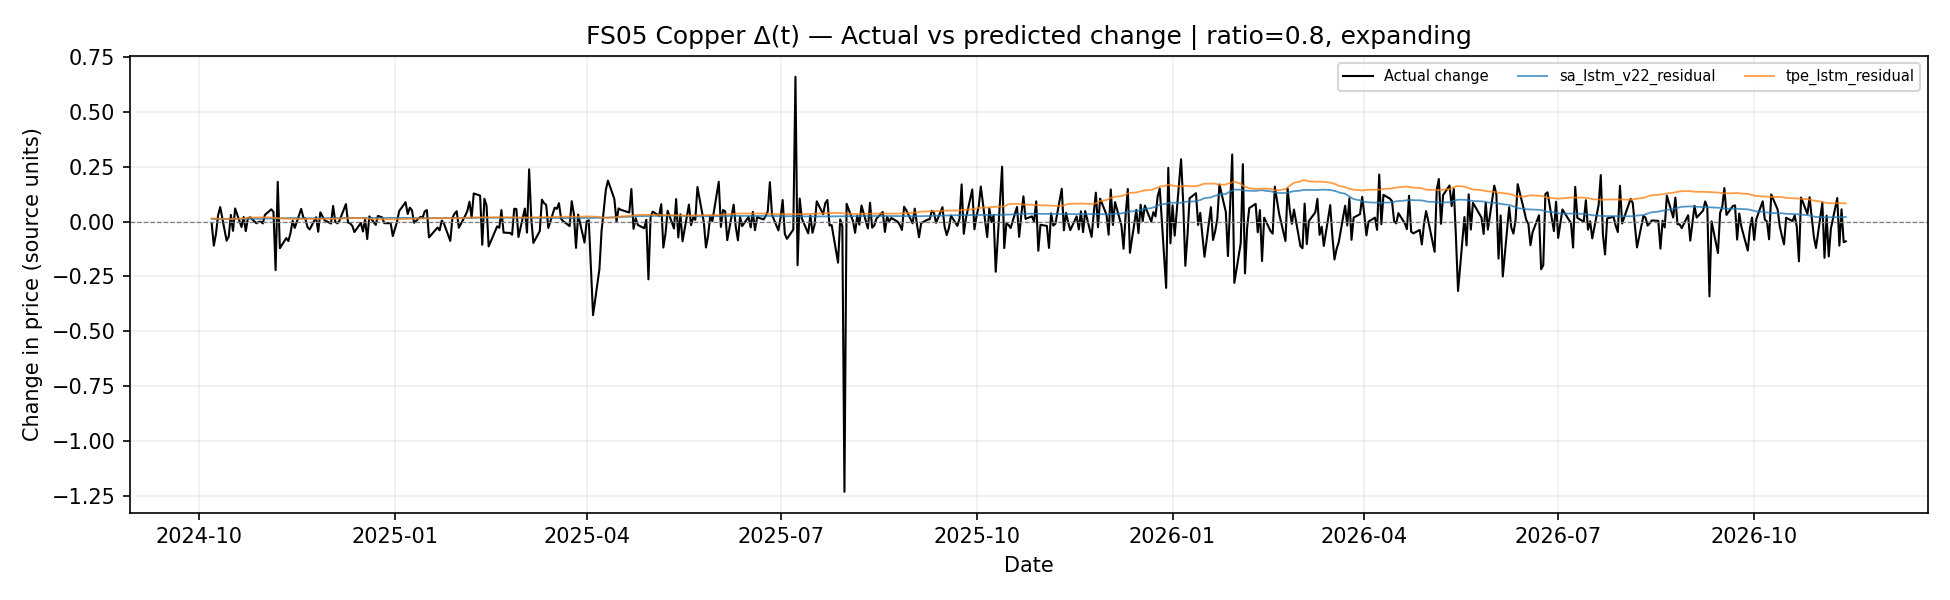 FS05 Copper Δ(t) — Actual vs predicted change | ratio=0.8, expanding
Actual change sa_lstm_v22_residual tpe_lstm_residual
Change in price (source units)
0.75
0.50
0.25
0.00
−0.25
−0.50
−0.75
−1.00
−1.25
2024-10 2025-01 2025-04 2025-07 2025-10 2026-01 2026-04 2026-07 2026-10
Date